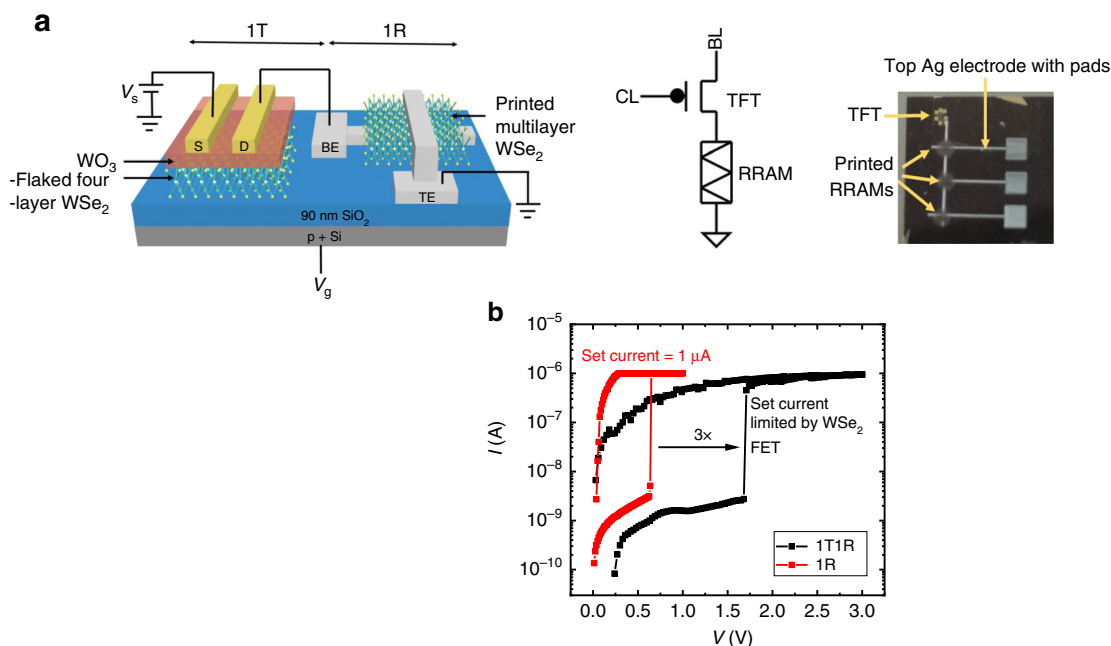 a
1T
1R
V_s
S
D
BE
TE
WO₃
-Flaked four
-layer WSe₂
Printed
multilayer
WSe₂
90 nm SiO₂
p + Si
V_g
BL
CL
TFT
RRAM
Top Ag electrode with pads
TFT
Printed
RRAMs
b
Set current = 1 μA
Set current
limited by WSe₂
FET
3×
1T1R
1R
I (A)
10⁻⁵
10⁻⁶
10⁻⁷
10⁻⁸
10⁻⁹
10⁻¹⁰
0.0 0.5 1.0 1.5 2.0 2.5 3.0
V (V)